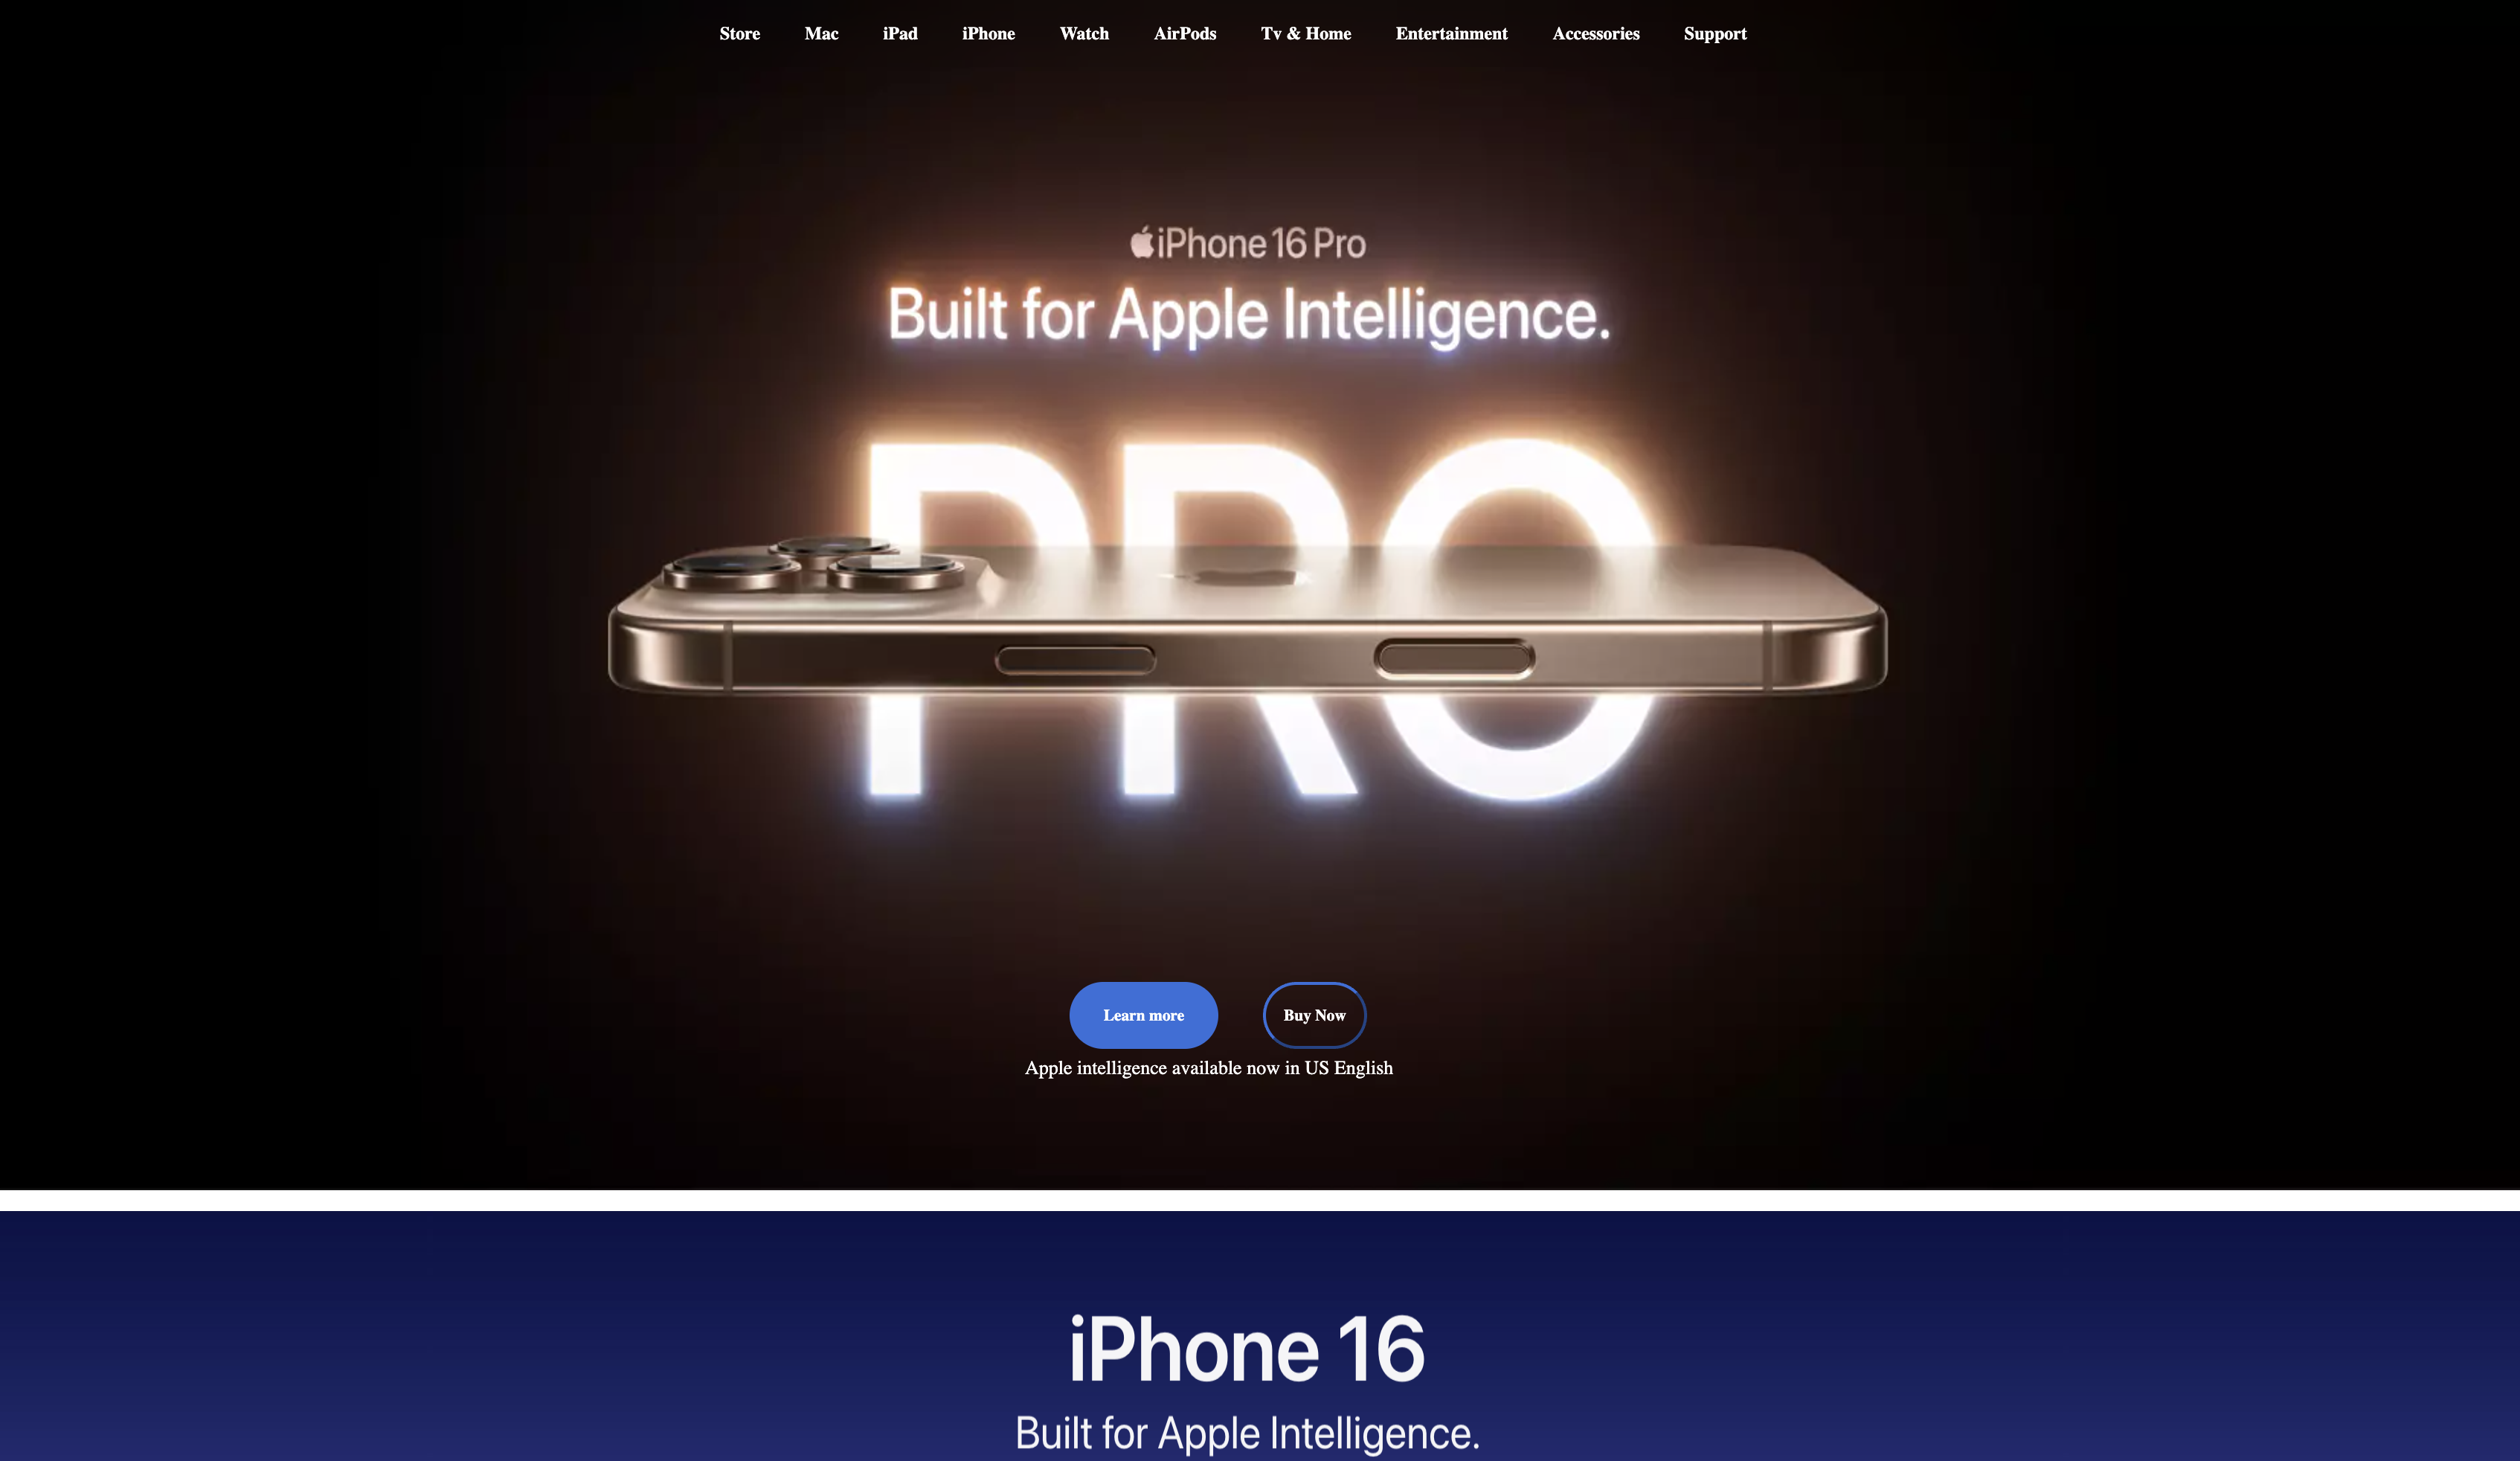 Store Mac iPad iPhone Watch AirPods Tv & Home Entertainment Accessories Support
iPhone 16 Pro
Built for Apple Intelligence.
PRO
Learn more Buy Now
Apple intelligence available now in US English
iPhone 16
Built for Apple Intelligence.